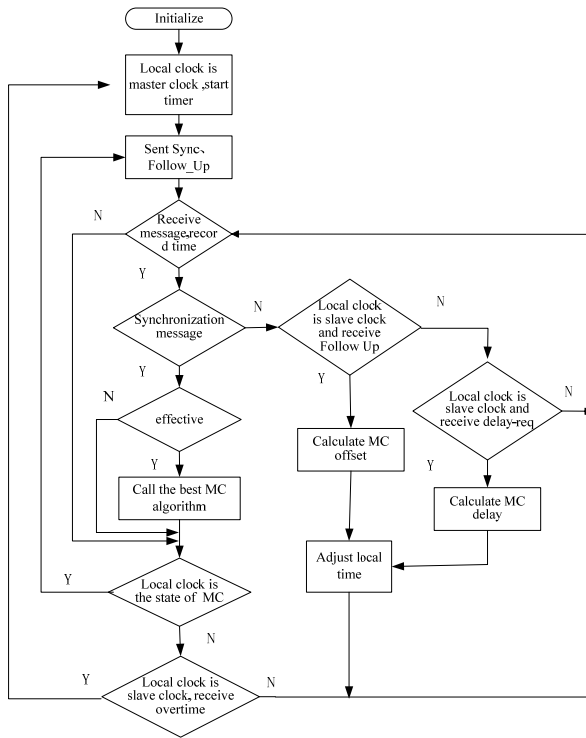 Initialize
Local clock is
master clock ,start
timer
Sent Sync、
Follow_Up
N
Receive
message,recor
d time
Y
Synchronization
message
N
Local clock
is slave clock
and receive
Follow Up
N
Y
Y
N
effective
Local clock is
slave clock and
receive delay-req
N
Calculate MC
offset
Y
Y
Call the best MC
algorithm
Calculate MC
delay
Adjust local
time
Y
Local clock is
the state of MC
N
Y
Local clock is
slave clock, receive
overtime
N